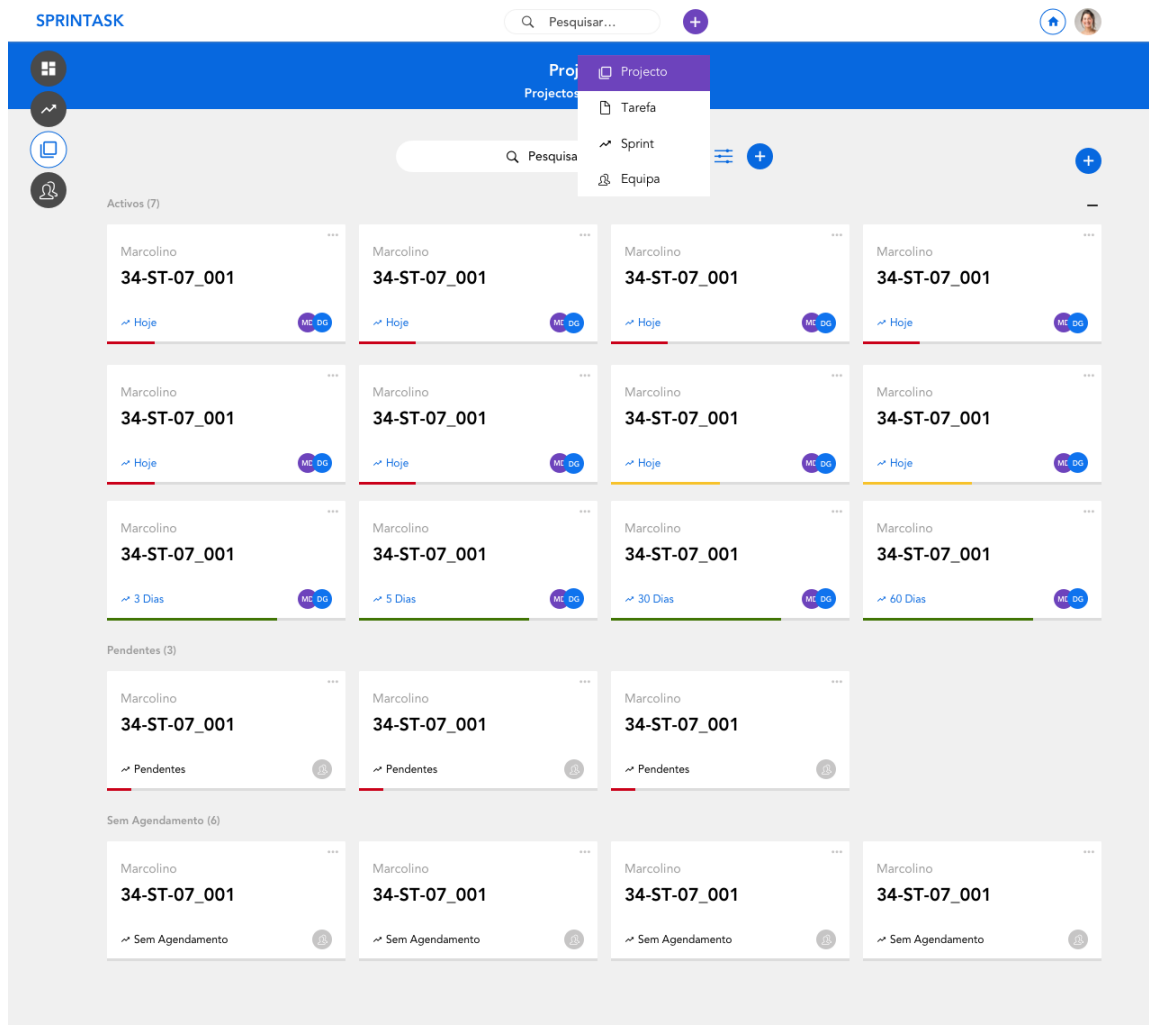 SPRINTASK
Pesquisar...
Proj
Projectos
Projecto
Tarefa
Sprint
Equipa
Pesquisa
Activos (7)
Marcolino Marcolino Marcolino Marcolino
34-ST-07_001 34-ST-07_001 34-ST-07_001 34-ST-07_001
Hoje MD DG Hoje MD DG Hoje MD DG Hoje MD DG
Marcolino Marcolino Marcolino Marcolino
34-ST-07_001 34-ST-07_001 34-ST-07_001 34-ST-07_001
Hoje MD DG Hoje MD DG Hoje MD DG Hoje MD DG
Marcolino Marcolino Marcolino Marcolino
34-ST-07_001 34-ST-07_001 34-ST-07_001 34-ST-07_001
3 Dias MD DG 5 Dias MD DG 30 Dias MD DG 60 Dias MD DG
Pendentes (3)
Marcolino Marcolino Marcolino
34-ST-07_001 34-ST-07_001 34-ST-07_001
Pendentes Pendentes Pendentes
Sem Agendamento (6)
Marcolino Marcolino Marcolino Marcolino
34-ST-07_001 34-ST-07_001 34-ST-07_001 34-ST-07_001
Sem Agendamento Sem Agendamento Sem Agendamento Sem Agendamento